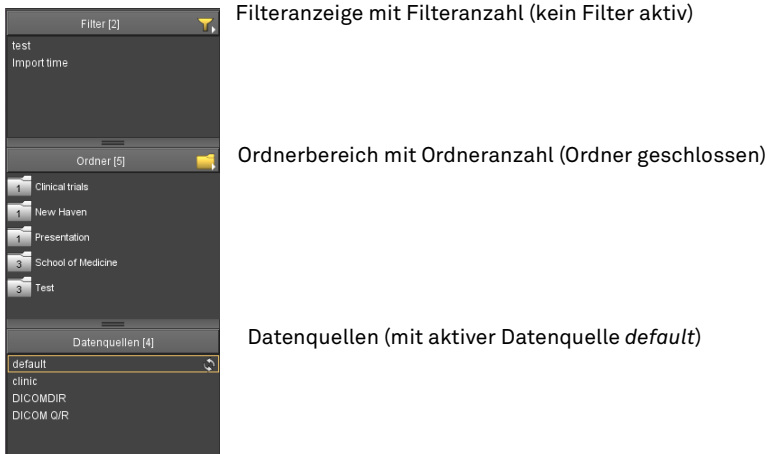 Filter [2]
Filteranzeige mit Filteranzahl (kein Filter aktiv)
test
Import time
Ordner [5]
Ordnerbereich mit Ordneranzahl (Ordner geschlossen)
1 Clinical trials
1 New Haven
1 Presentation
3 School of Medicine
3 Test
Datenquellen [4]
Datenquellen (mit aktiver Datenquelle default)
default
clinic
DICOMDIR
DICOM Q/R